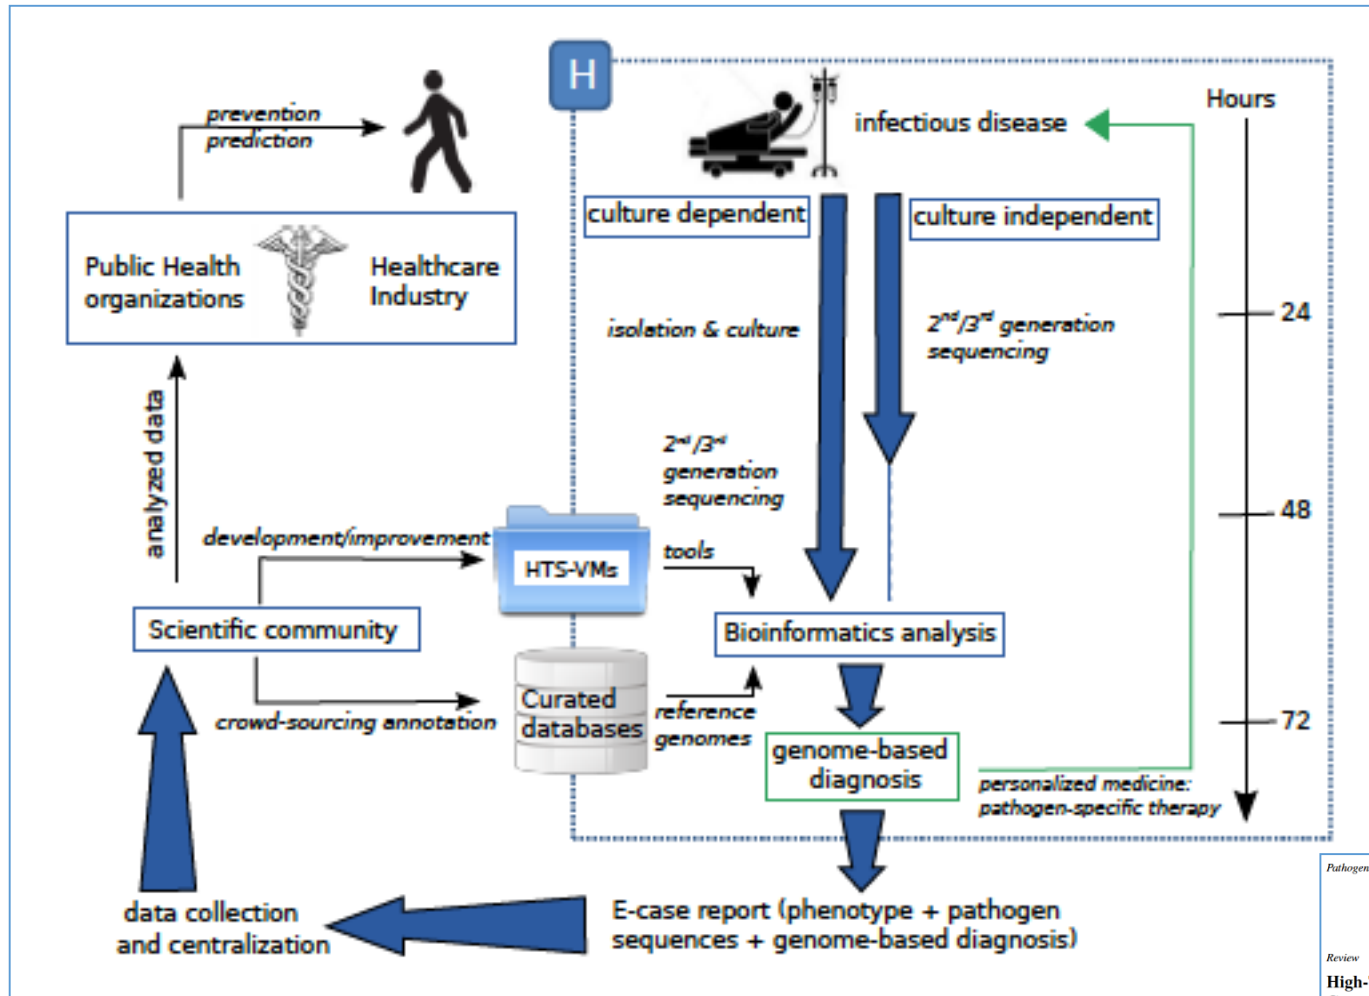 H
Hours
prevention
prediction
infectious disease
culture dependent
culture independent
Public Health
organizations
Healthcare
Industry
24
isolation & culture
2nd/3rd generation
sequencing
analyzed data
2nd/3rd
generation
sequencing
48
development/improvement
HTS-VMs
tools
Scientific community
Bioinformatics analysis
Curated
databases
crowd-sourcing annotation
reference
genomes
72
genome-based
diagnosis
personalized medicine:
pathogen-specific therapy
E-case report (phenotype + pathogen
sequences + genome-based diagnosis)
data collection
and centralization
Pathogen
Review